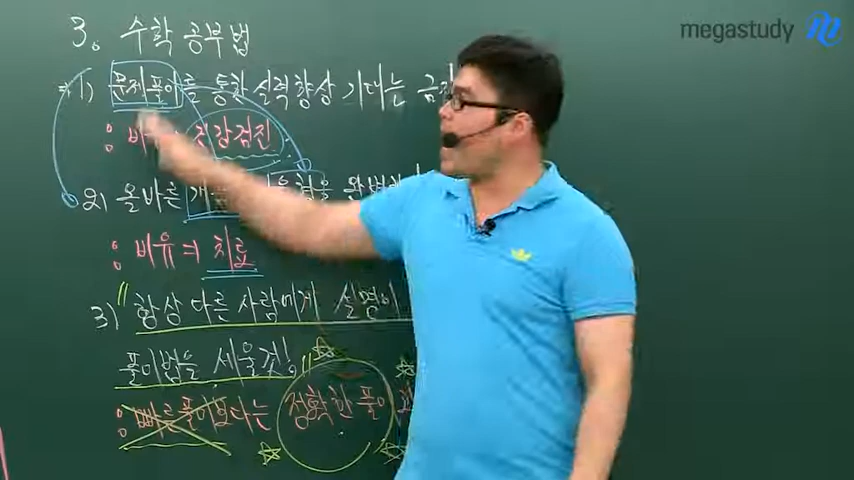 megastudy
3. 수학 공부법
1) 문제풀이를 통한 실력향상 기대는 금지
: 비유 건강검진
2) 올바른
: 비유 ⇒ 치료
3) "항상 다른 사람에게 설명이
풀이법을 세울것!"
: 빠른 풀이보다는 정확한 풀이